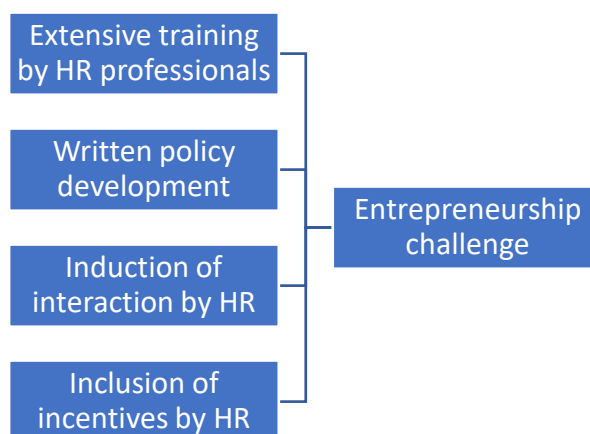 Extensive training
by HR professionals
Written policy
development
Induction of
interaction by HR
Inclusion of
incentives by HR
Entrepreneurship
challenge